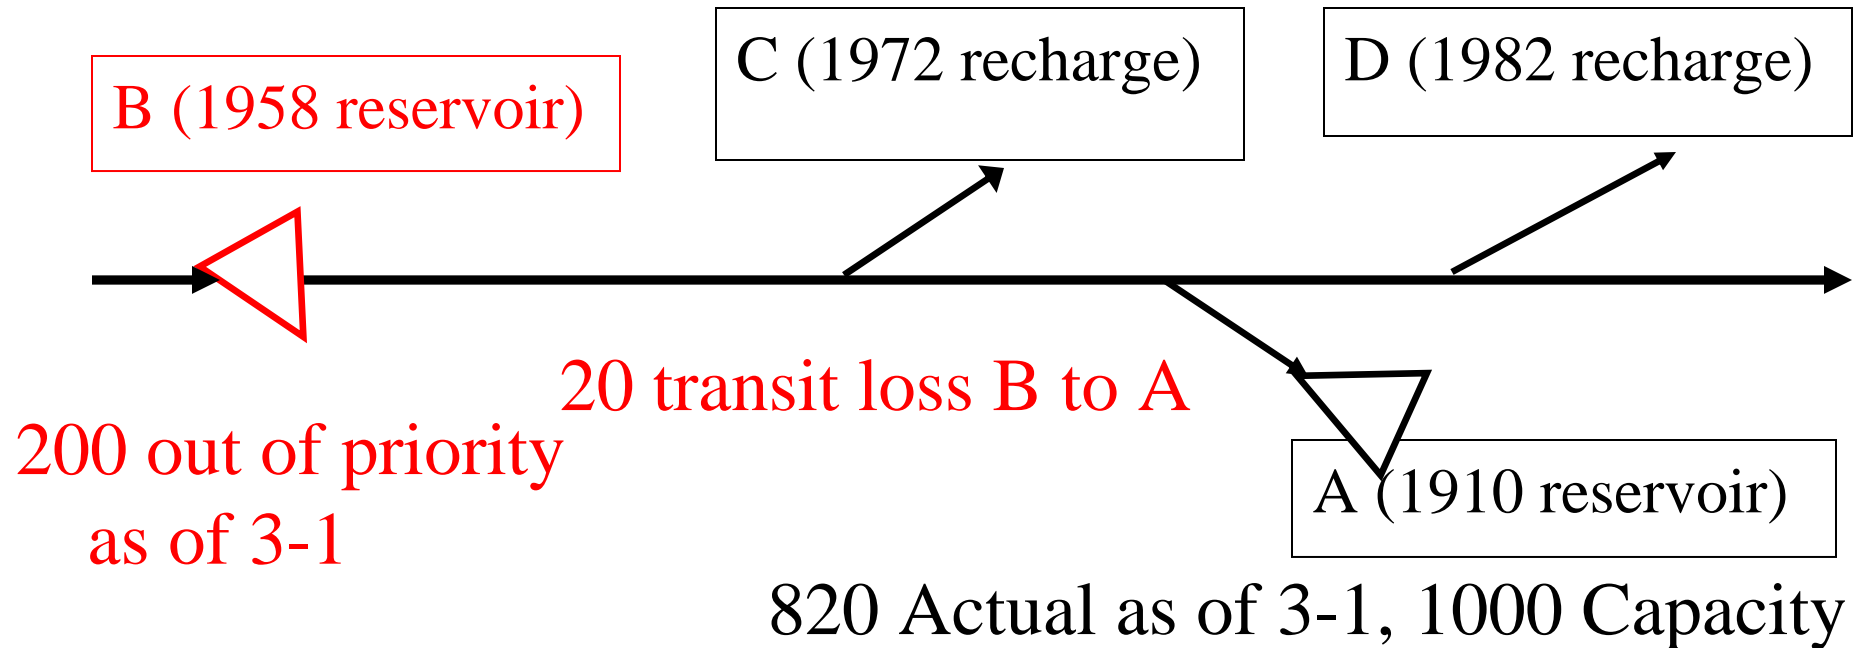 C (1972 recharge)
D (1982 recharge)
B (1958 reservoir)
20 transit loss B to A
200 out of priority
as of 3-1
A (1910 reservoir)
820 Actual as of 3-1, 1000 Capacity